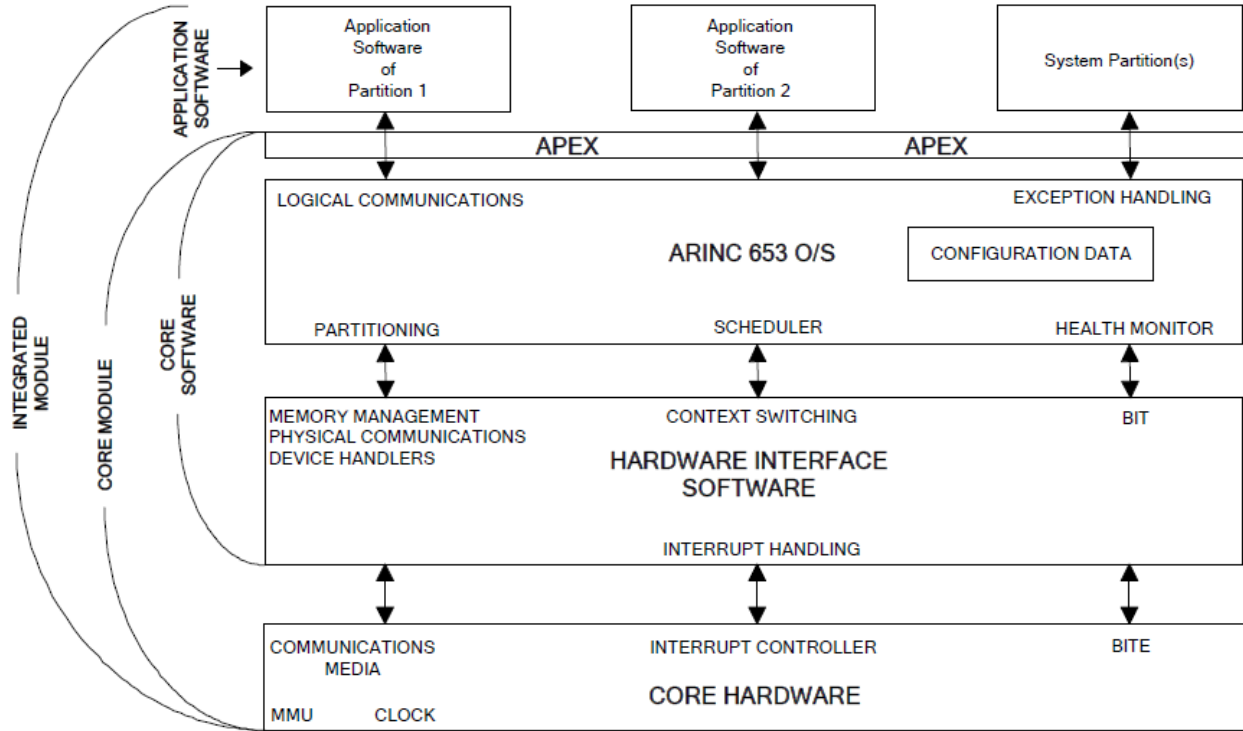 Application
Software
of
Partition 1
Application
Software
of
Partition 2
System Partition(s)
APPLICATION
SOFTWARE
APEX APEX
LOGICAL COMMUNICATIONS EXCEPTION HANDLING
ARINC 653 O/S CONFIGURATION DATA
PARTITIONING SCHEDULER HEALTH MONITOR
INTEGRATED
MODULE
CORE MODULE
CORE
SOFTWARE
MEMORY MANAGEMENT CONTEXT SWITCHING BIT
PHYSICAL COMMUNICATIONS
DEVICE HANDLERS
HARDWARE INTERFACE
SOFTWARE
INTERRUPT HANDLING
COMMUNICATIONS
MEDIA
INTERRUPT CONTROLLER BITE
CORE HARDWARE
MMU CLOCK